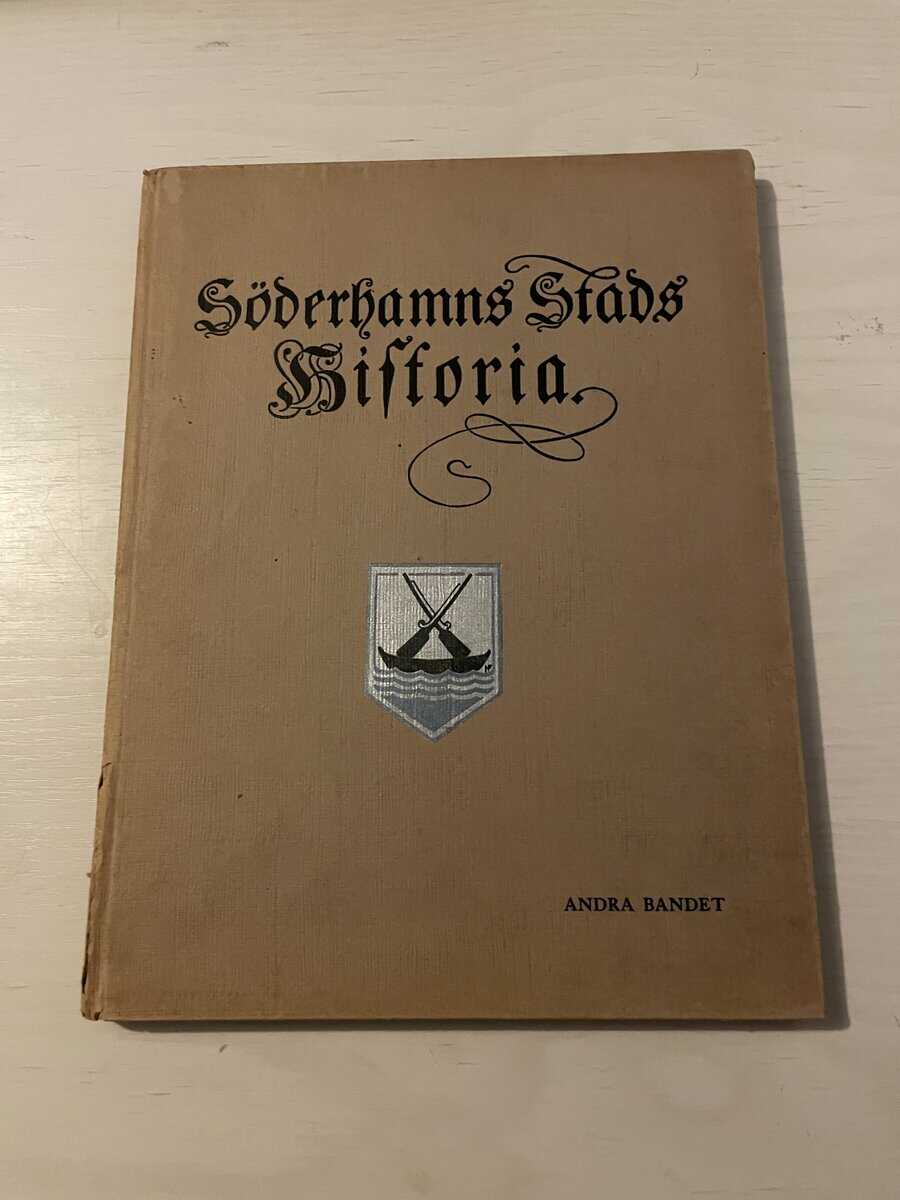 Söderhamns Stads
Hiſtoria.
ANDRA BANDET